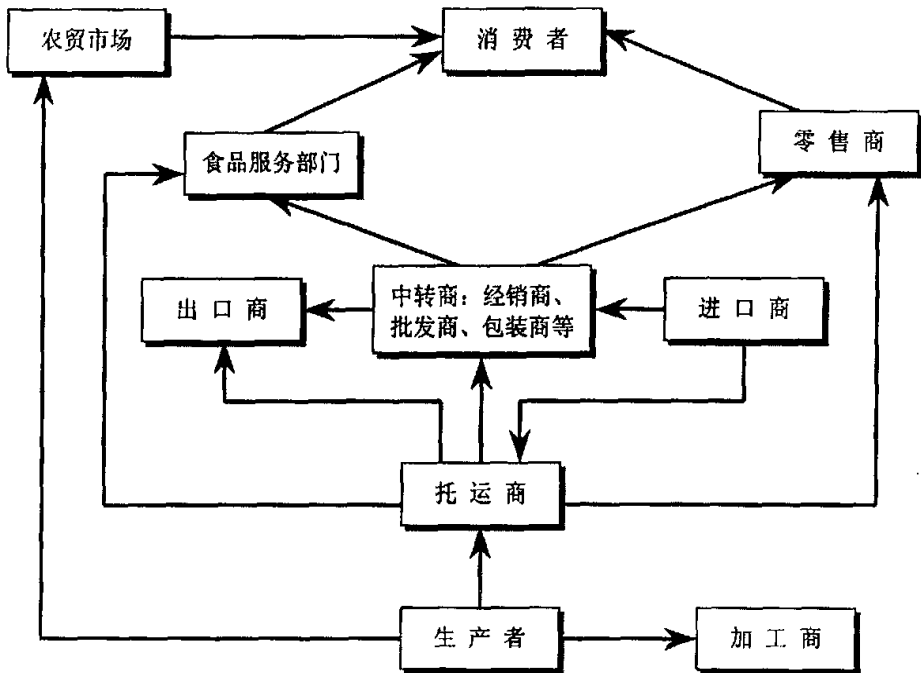 农贸市场
消费者
食品服务部门
零售商
出口商
中转商：经销商、
批发商、包装商等
进口商
托运商
生产者
加工商